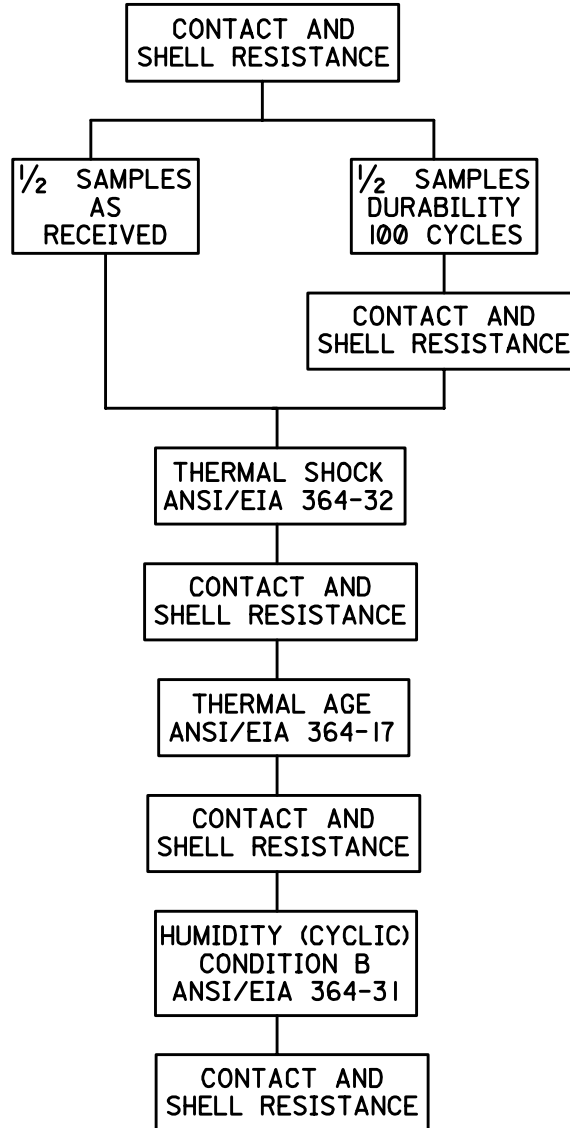 CONTACT AND
SHELL RESISTANCE
1/2 SAMPLES
AS
RECEIVED
1/2 SAMPLES
DURABILITY
100 CYCLES
CONTACT AND
SHELL RESISTANCE
THERMAL SHOCK
ANSI/EIA 364-32
CONTACT AND
SHELL RESISTANCE
THERMAL AGE
ANSI/EIA 364-17
CONTACT AND
SHELL RESISTANCE
HUMIDITY (CYCLIC)
CONDITION B
ANSI/EIA 364-31
CONTACT AND
SHELL RESISTANCE